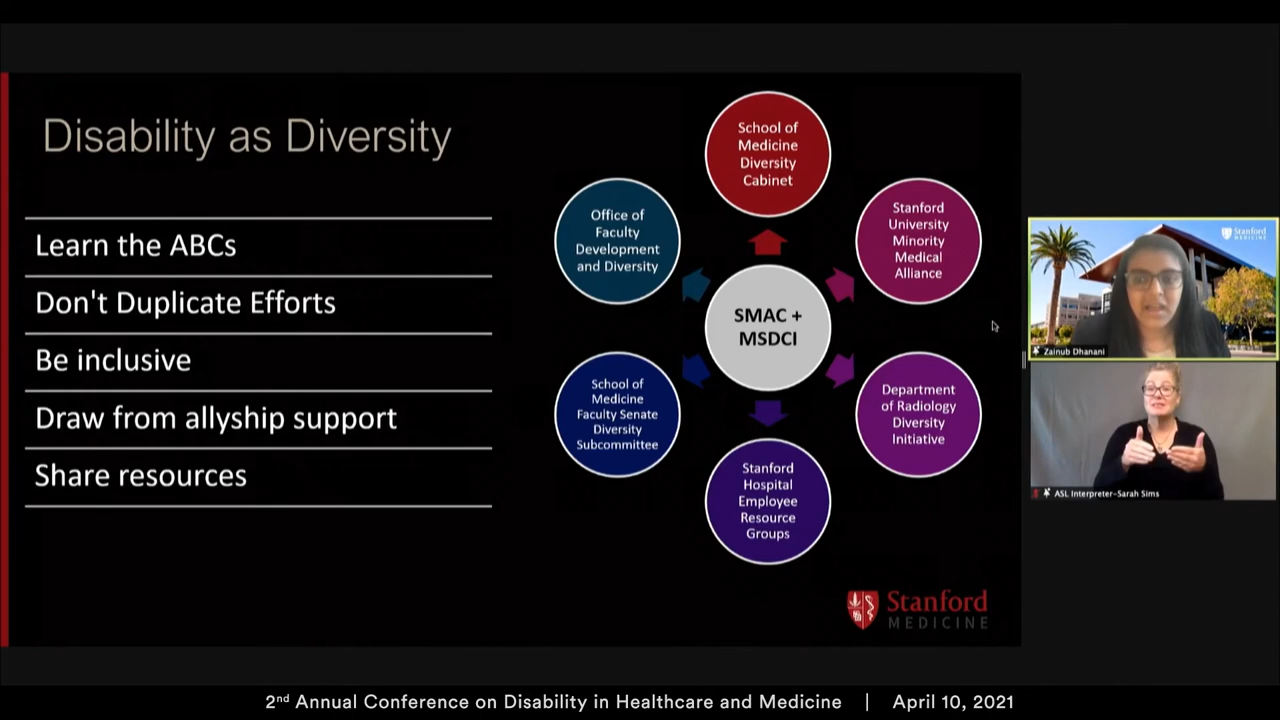 Disability as Diversity
Learn the ABCs
Don't Duplicate Efforts
Be inclusive
Draw from allyship support
Share resources
School of
Medicine
Diversity
Cabinet
Office of
Faculty
Development
and Diversity
Stanford
University
Minority
Medical
Alliance
SMAC +
MSDCI
School of
Medicine
Faculty Senate
Diversity
Subcommittee
Department
of Radiology
Diversity
Initiative
Stanford
Hospital
Employee
Resource
Groups
Stanford
MEDICINE
Stanford
MEDICINE
Zainub Dhanani
ASL Interpreter-Sarah Sims
2nd Annual Conference on Disability in Healthcare and Medicine | April 10, 2021